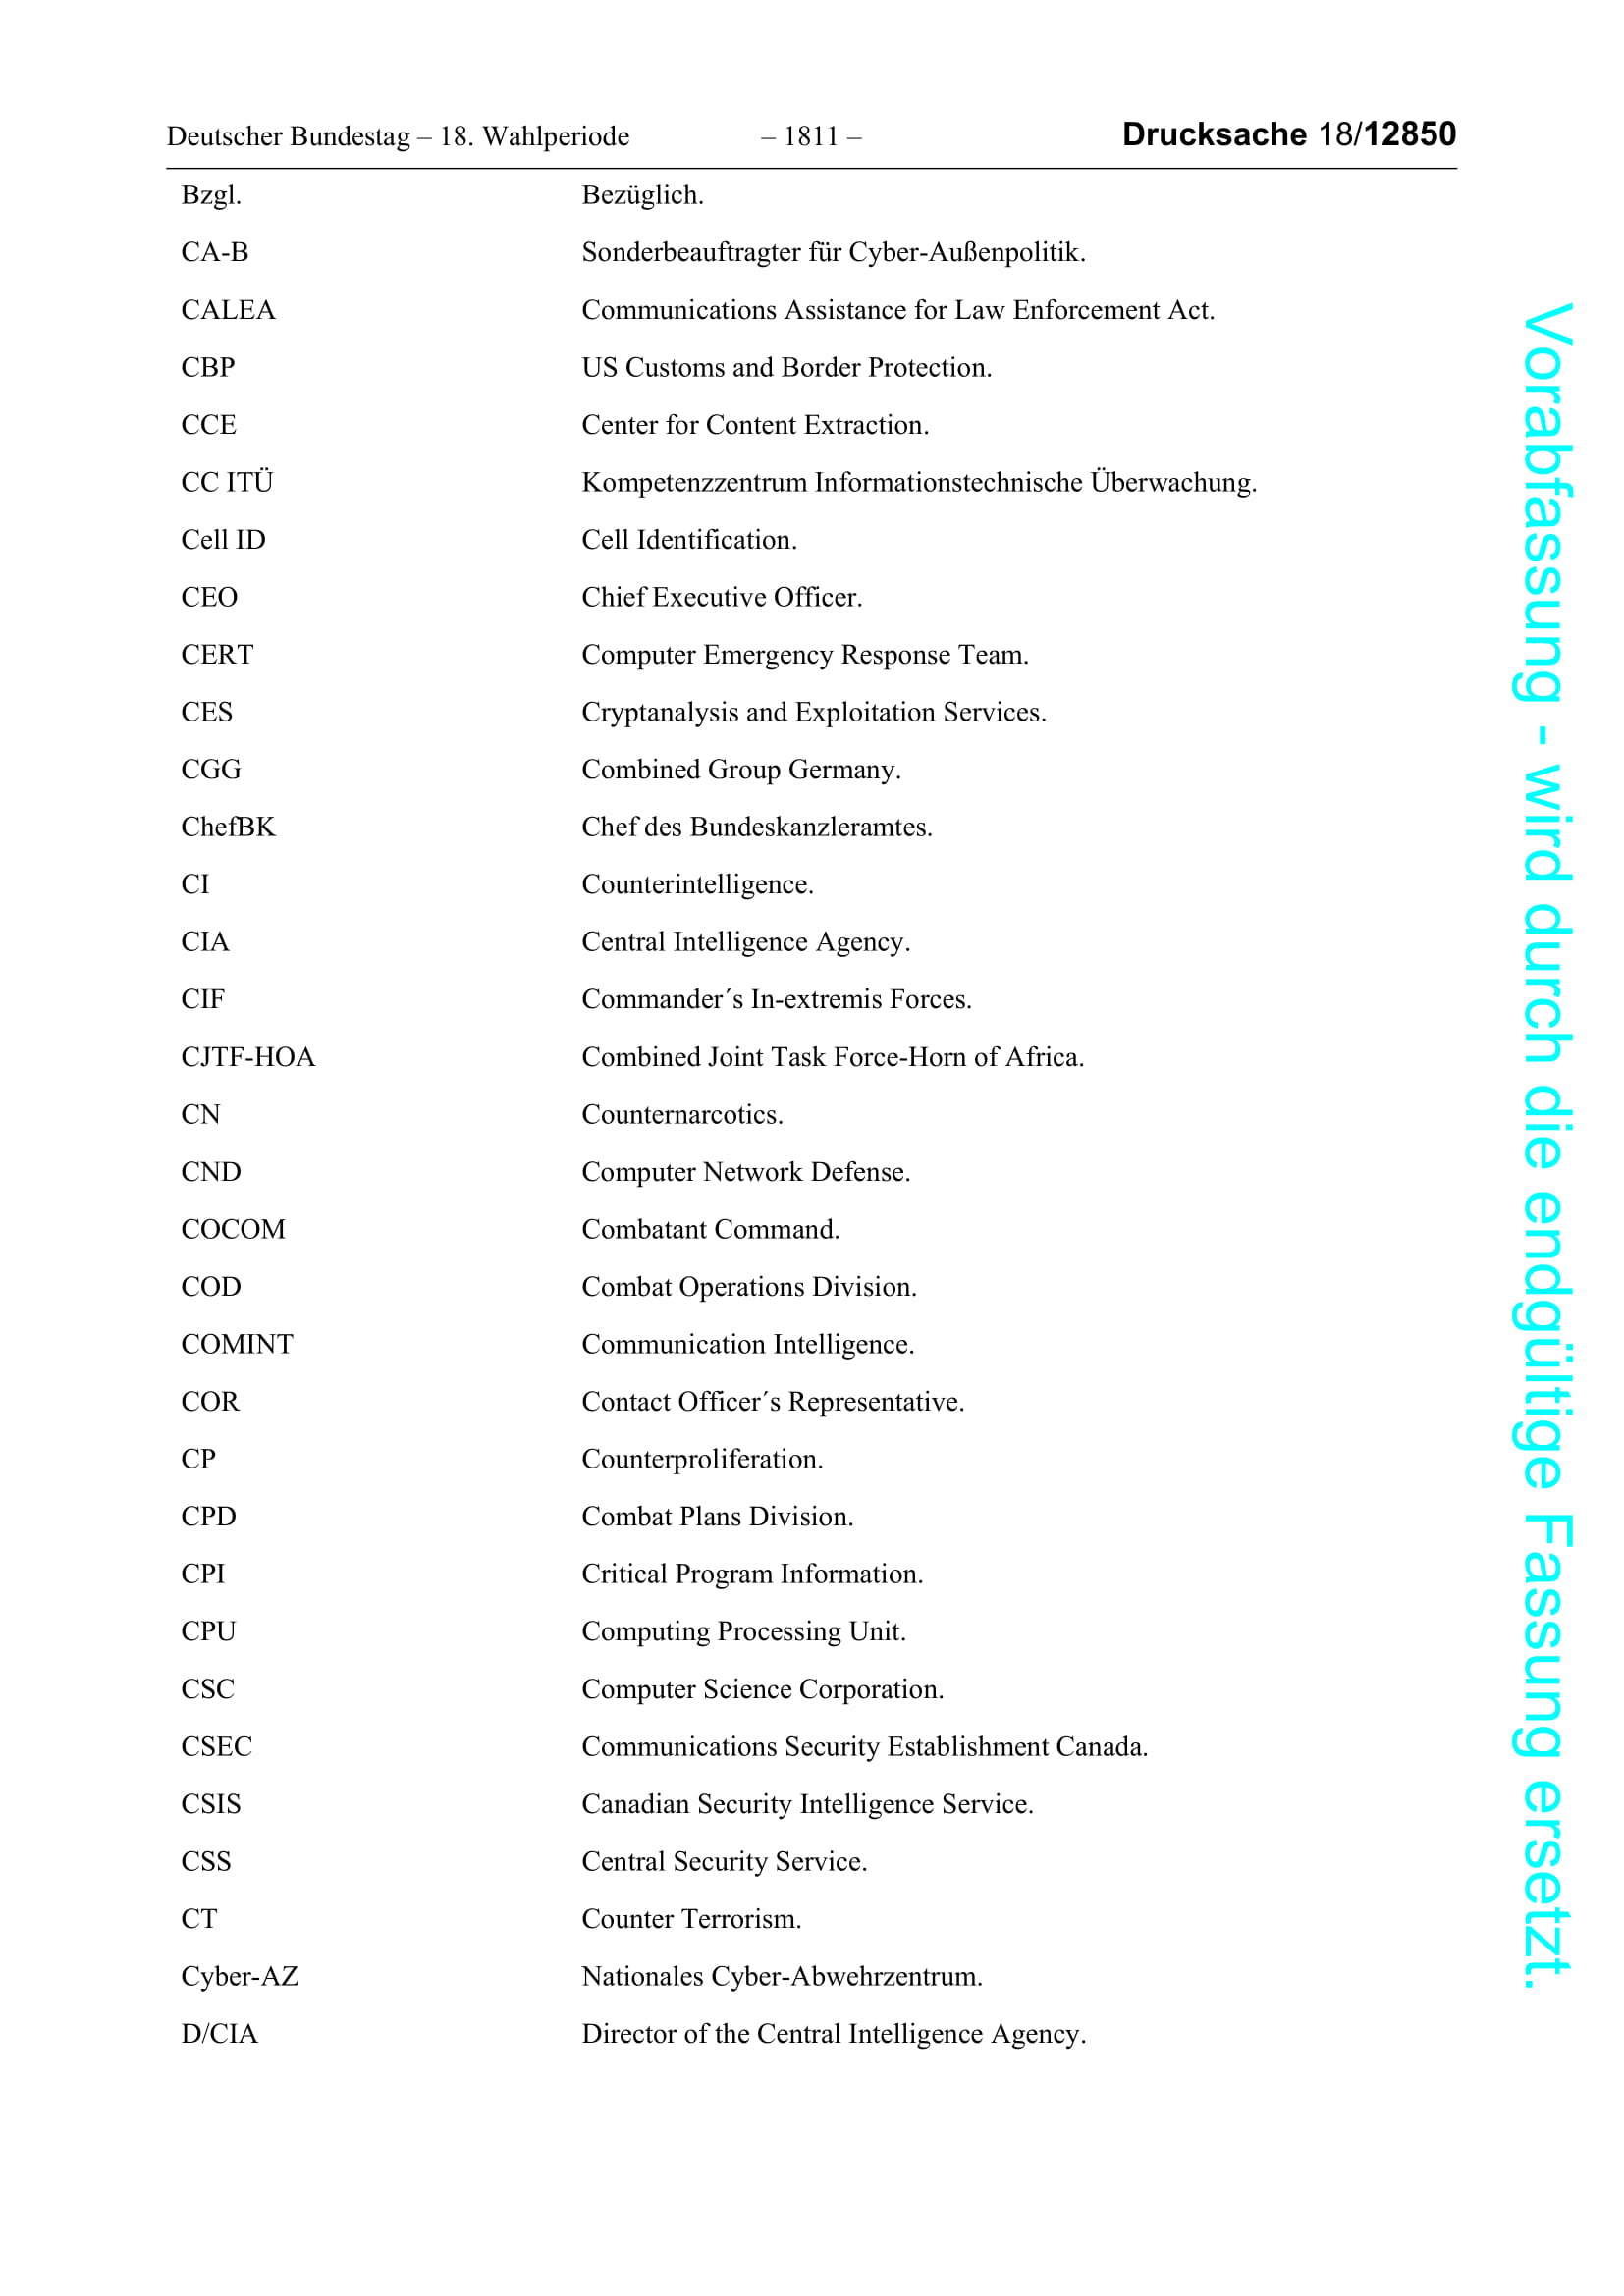 Deutscher Bundestag – 18. Wahlperiode – 1811 – Drucksache 18/12850
Bzgl. Bezüglich.
CA-B Sonderbeauftragter für Cyber-Außenpolitik.
CALEA Communications Assistance for Law Enforcement Act.
CBP US Customs and Border Protection.
CCE Center for Content Extraction.
CC ITÜ Kompetenzzentrum Informationstechnische Überwachung.
Cell ID Cell Identification.
CEO Chief Executive Officer.
CERT Computer Emergency Response Team.
CES Cryptanalysis and Exploitation Services.
CGG Combined Group Germany.
ChefBK Chef des Bundeskanzleramtes.
CI Counterintelligence.
CIA Central Intelligence Agency.
CIF Commander´s In-extremis Forces.
CJTF-HOA Combined Joint Task Force-Horn of Africa.
CN Counternarcotics.
CND Computer Network Defense.
COCOM Combatant Command.
COD Combat Operations Division.
COMINT Communication Intelligence.
COR Contact Officer´s Representative.
CP Counterproliferation.
CPD Combat Plans Division.
CPI Critical Program Information.
CPU Computing Processing Unit.
CSC Computer Science Corporation.
CSEC Communications Security Establishment Canada.
CSIS Canadian Security Intelligence Service.
CSS Central Security Service.
CT Counter Terrorism.
Cyber-AZ Nationales Cyber-Abwehrzentrum.
D/CIA Director of the Central Intelligence Agency.
Vorabfassung - wird durch die endgültige Fassung ersetzt.